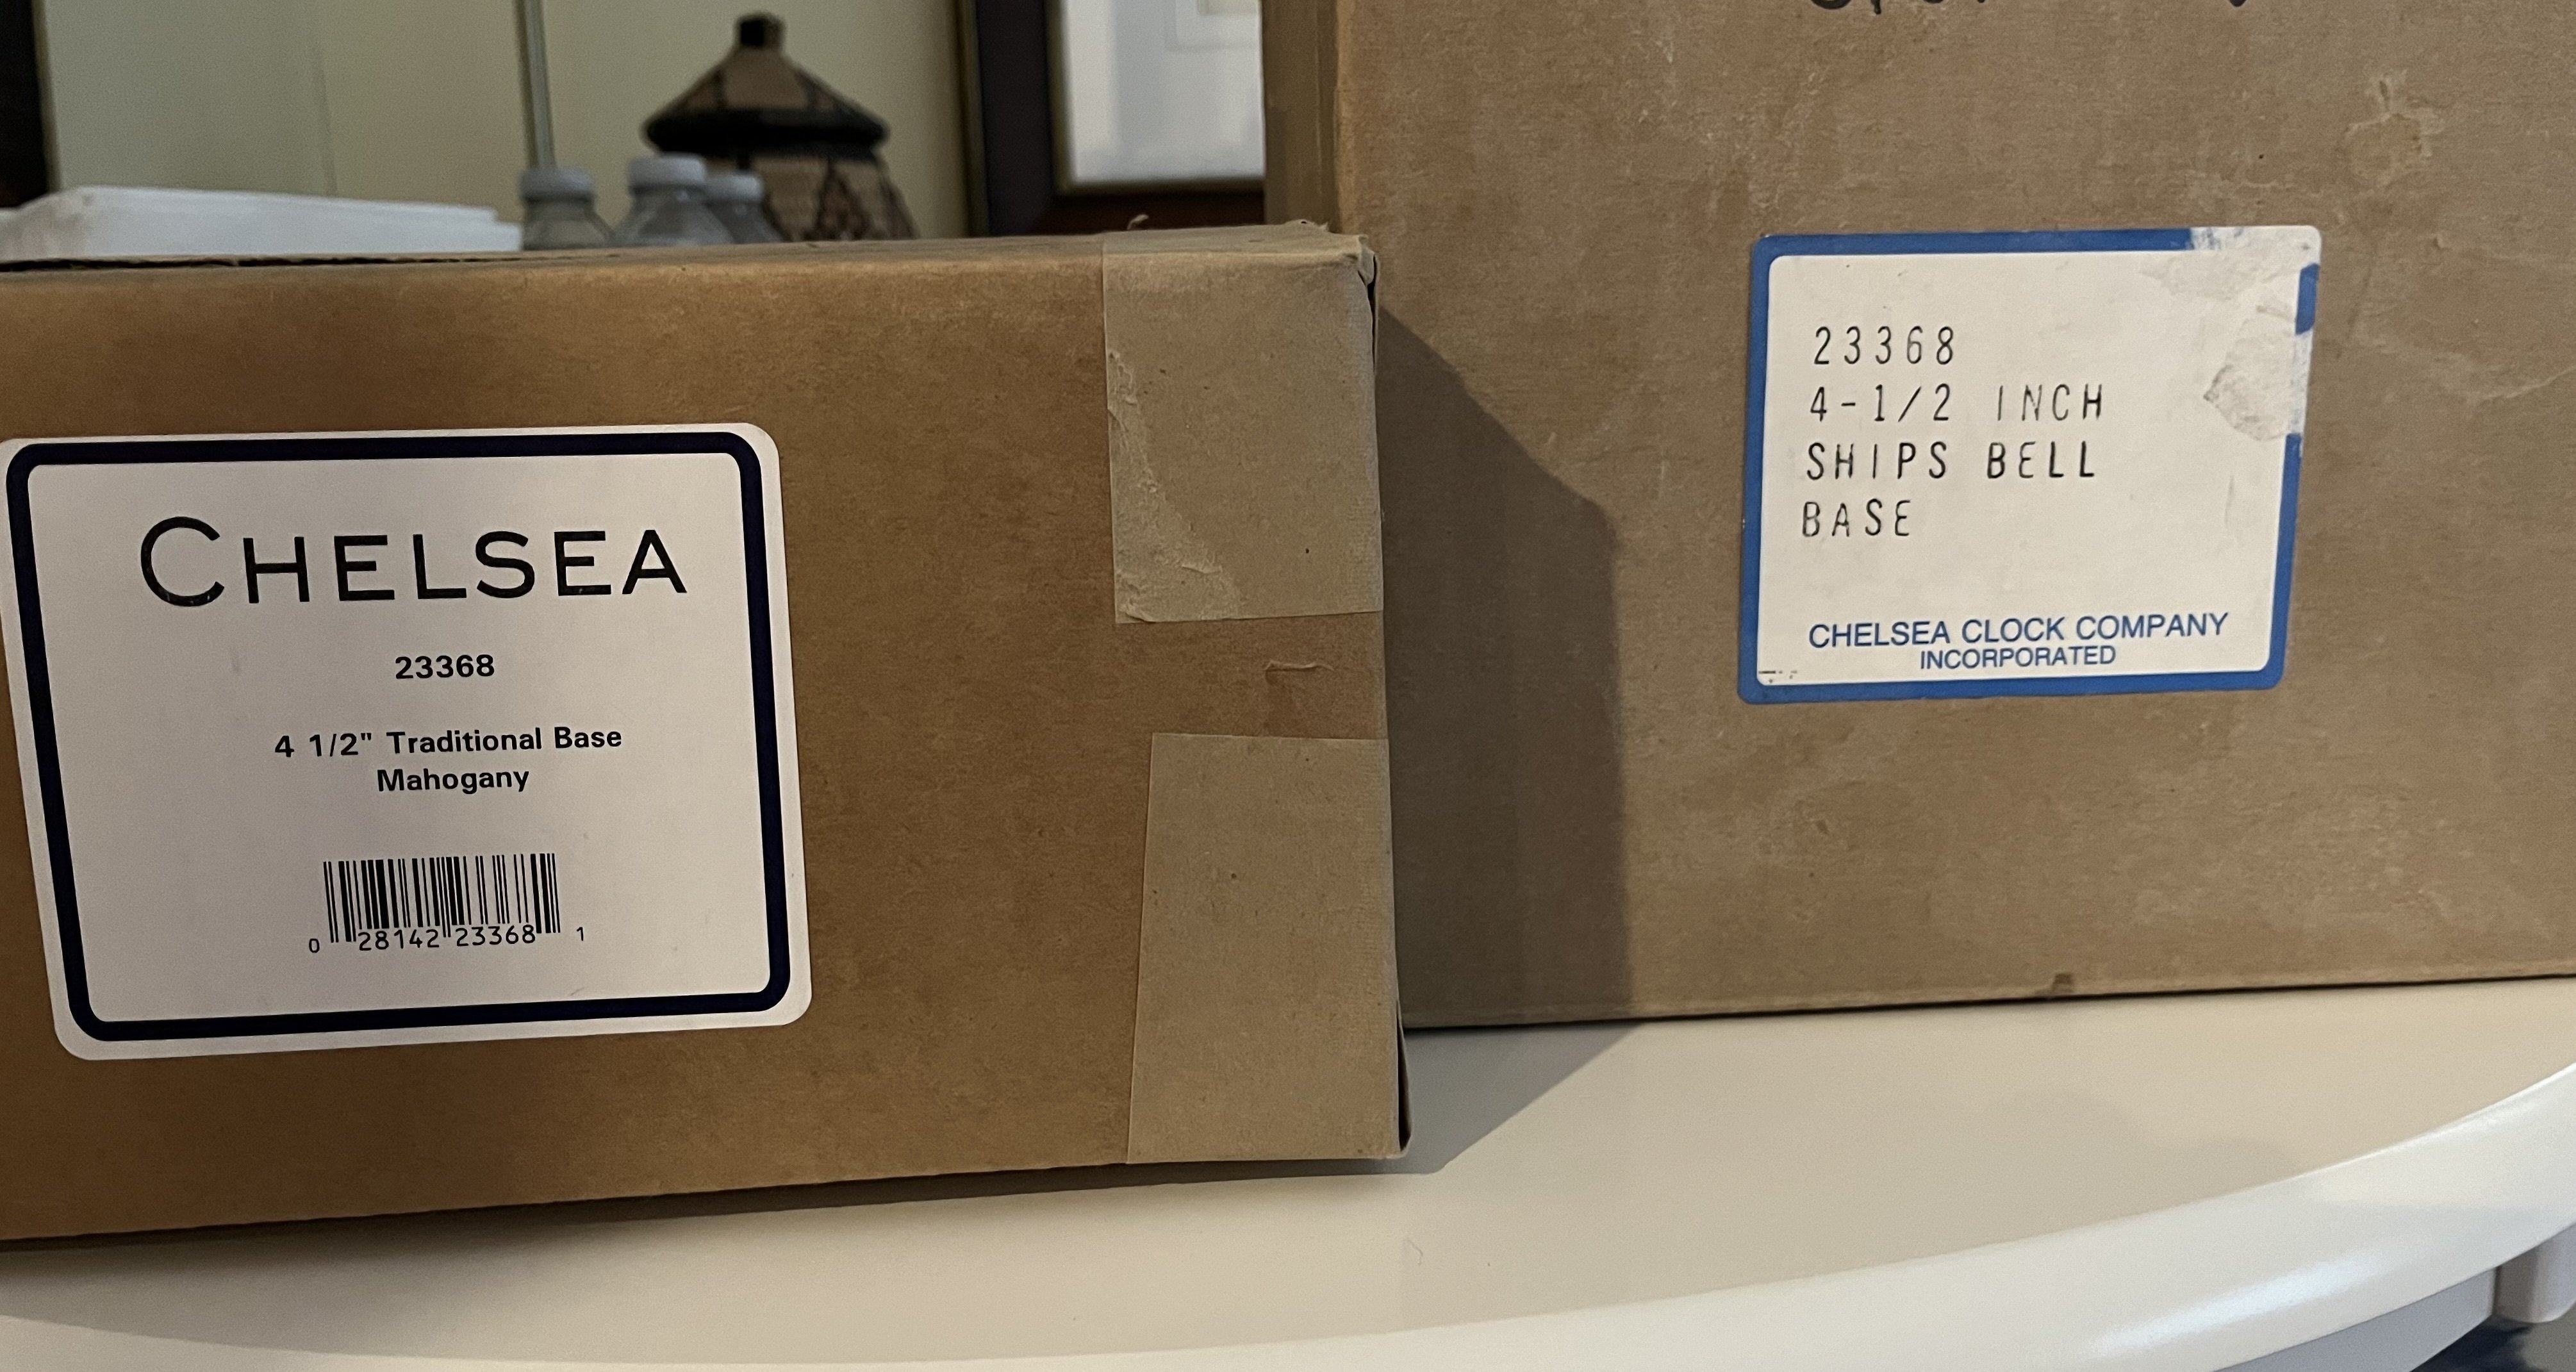 CHELSEA
23368
4 1/2" Traditional Base
Mahogany
0 28142 23368 1
23368
4-1/2 INCH
SHIPS BELL
BASE
CHELSEA CLOCK COMPANY
INCORPORATED